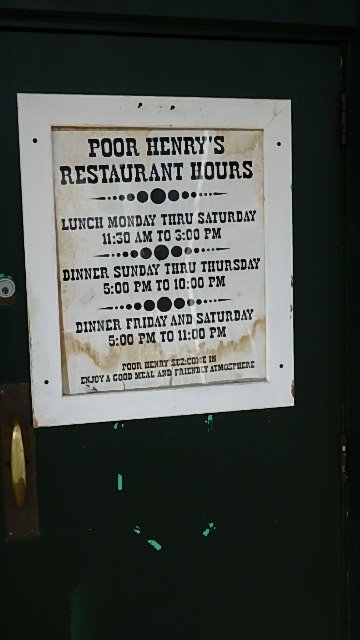 POOR HENRY'S
RESTAURANT HOURS
LUNCH MONDAY THRU SATURDAY
11:30 AM TO 3:00 PM
DINNER SUNDAY THRU THURSDAY
5:00 PM TO 10:00 PM
DINNER FRIDAY AND SATURDAY
5:00 PM TO 11:00 PM
POOR HENRY SEZ:COME IN
ENJOY A GOOD MEAL AND FRIENDLY ATMOSPHERE